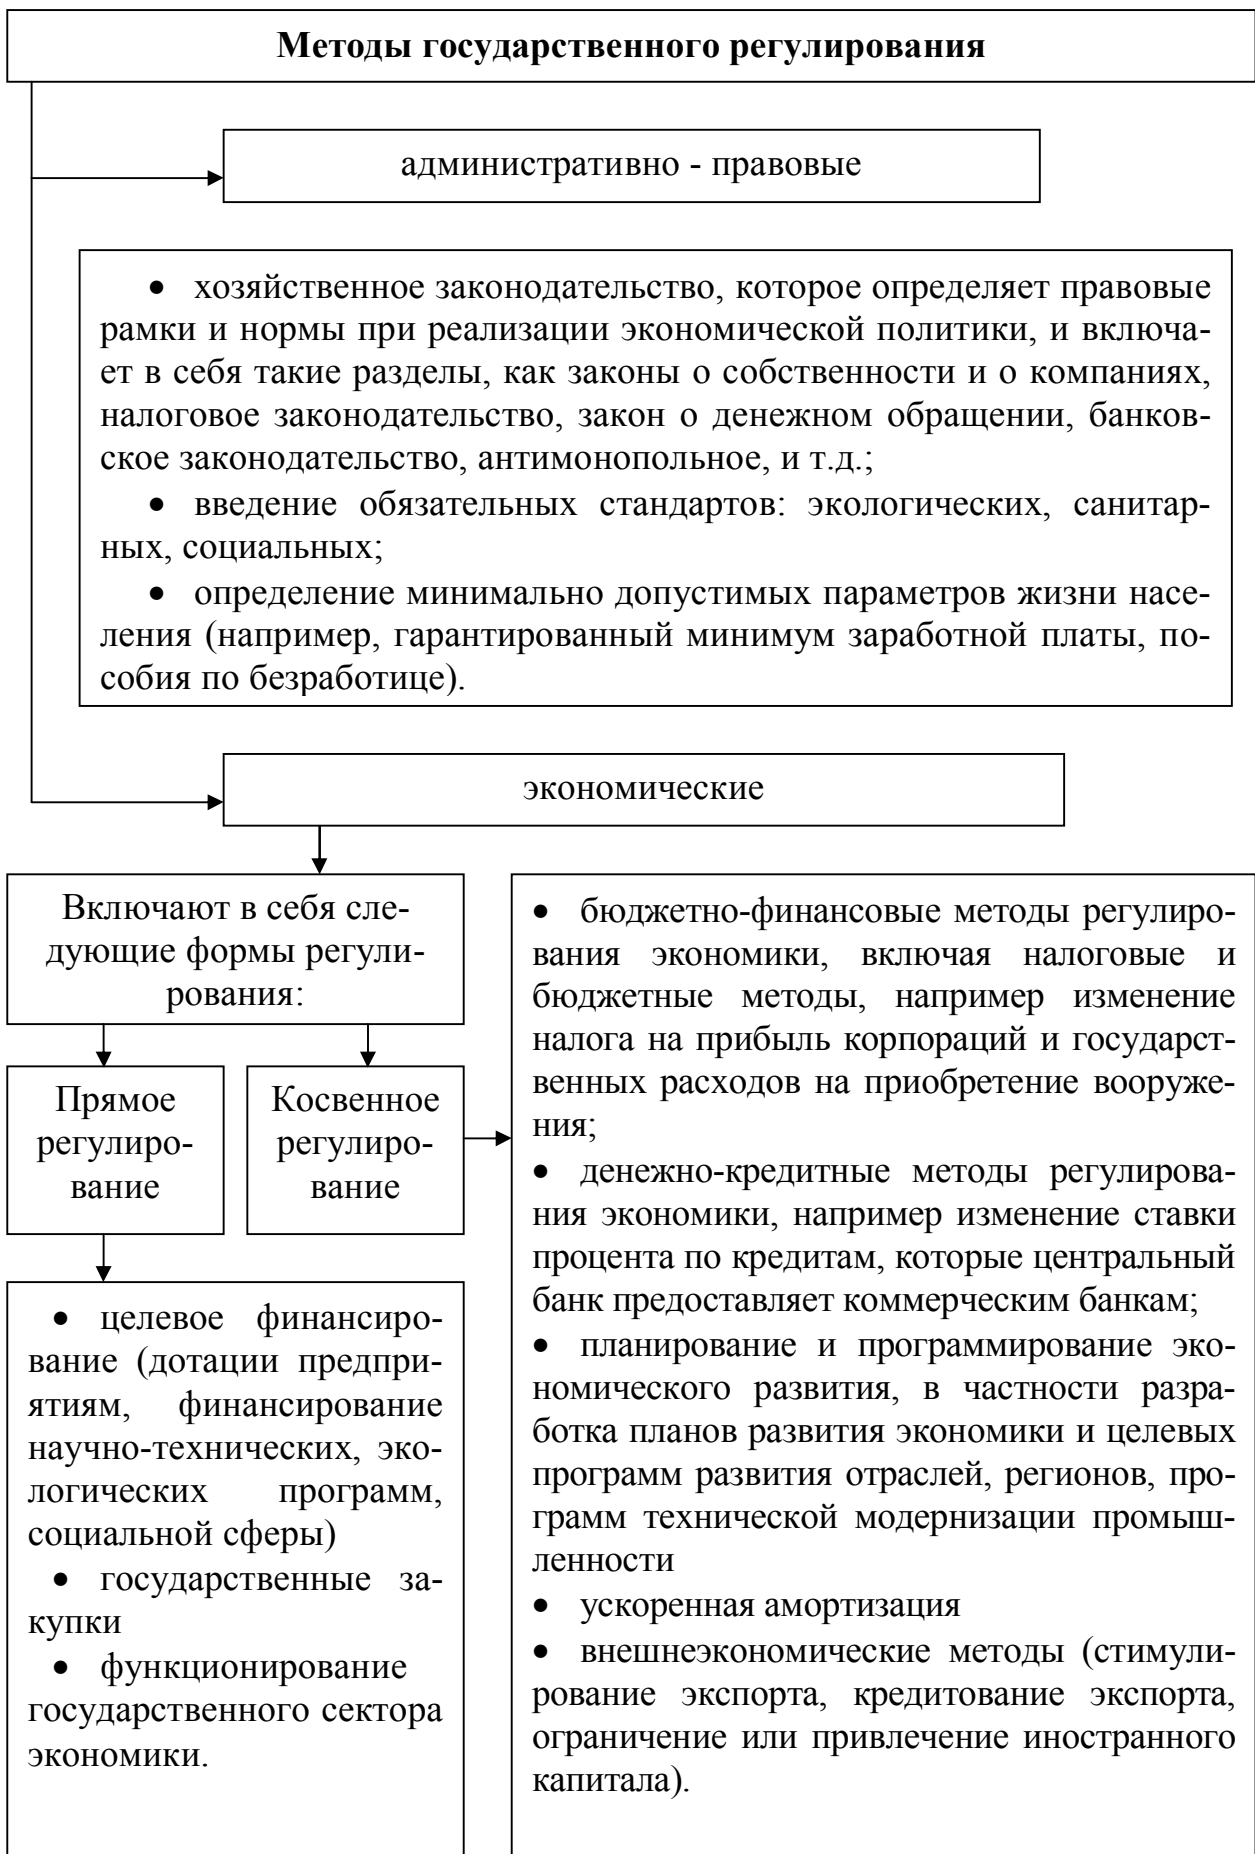 Методы государственного регулирования
административно - правовые
• хозяйственное законодательство, которое определяет правовые
рамки и нормы при реализации экономической политики, и включа-
ет в себя такие разделы, как законы о собственности и о компаниях,
налоговое законодательство, закон о денежном обращении, банков-
ское законодательство, антимонопольное, и т.д.;
• введение обязательных стандартов: экологических, санитар-
ных, социальных;
• определение минимально допустимых параметров жизни насе-
ления (например, гарантированный минимум заработной платы, по-
собия по безработице).
экономические
Включают в себя сле-
дующие формы регули-
рования:
Прямое
регулиро-
вание
Косвенное
регулиро-
вание
• целевое финансиро-
вание (дотации предпри-
ятиям, финансирование
научно-технических, эко-
логических программ,
социальной сферы)
• государственные за-
купки
• функционирование
государственного сектора
экономики.
• бюджетно-финансовые методы регулиро-
вания экономики, включая налоговые и
бюджетные методы, например изменение
налога на прибыль корпораций и государст-
венных расходов на приобретение вооруже-
ния;
• денежно-кредитные методы регулирова-
ния экономики, например изменение ставки
процента по кредитам, которые центральный
банк предоставляет коммерческим банкам;
• планирование и программирование эко-
номического развития, в частности разра-
ботка планов развития экономики и целевых
программ развития отраслей, регионов, про-
грамм технической модернизации промыш-
ленности
• ускоренная амортизация
• внешнеэкономические методы (стимули-
рование экспорта, кредитование экспорта,
ограничение или привлечение иностранного
капитала).